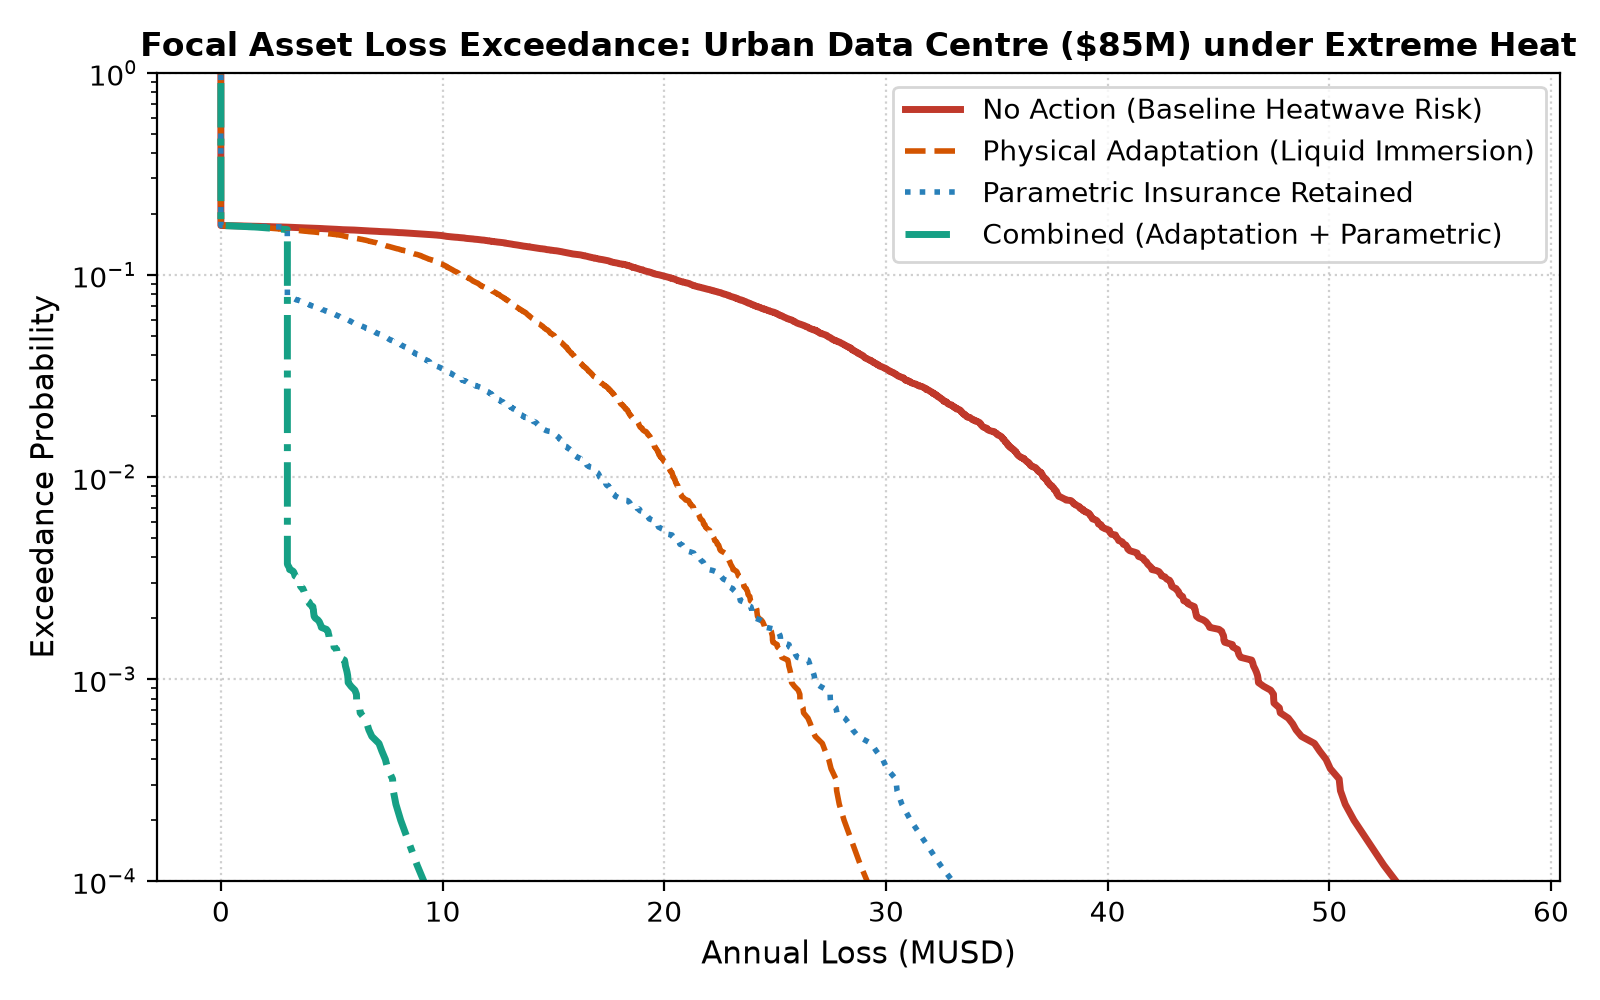 Focal Asset Loss Exceedance: Urban Data Centre ($85M) under Extreme Heat
No Action (Baseline Heatwave Risk)
Physical Adaptation (Liquid Immersion)
Parametric Insurance Retained
Combined (Adaptation + Parametric)
Exceedance Probability
10⁰
10⁻¹
10⁻²
10⁻³
10⁻⁴
0 10 20 30 40 50 60
Annual Loss (MUSD)